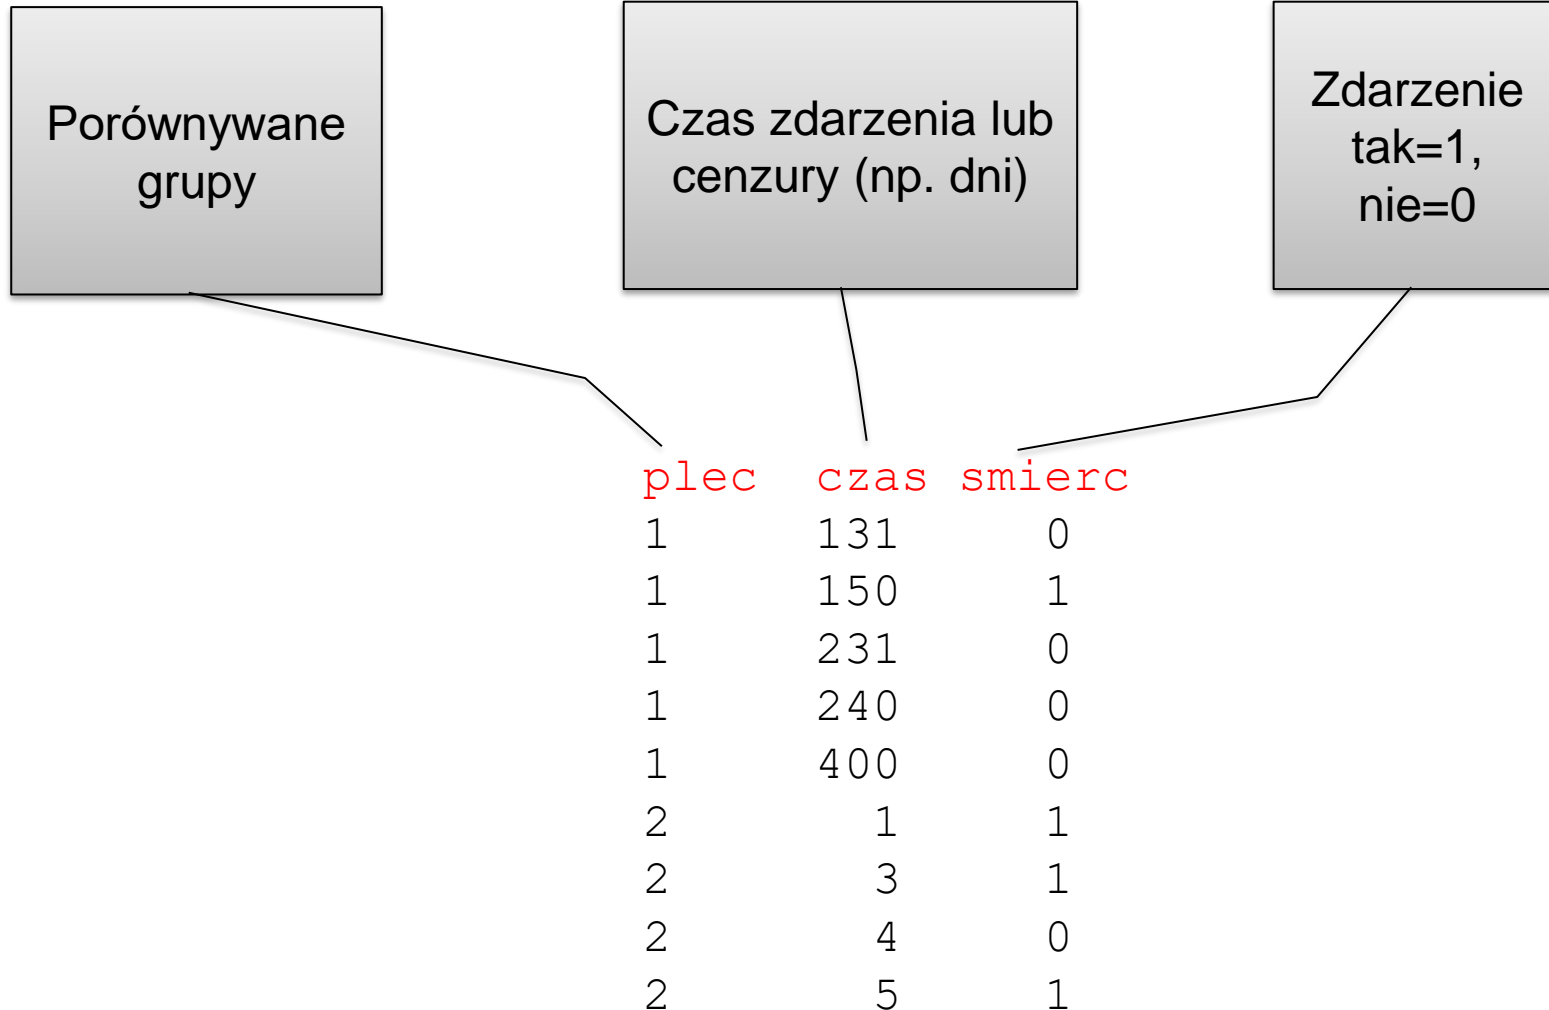 Porównywane
grupy
Czas zdarzenia lub
cenzury (np. dni)
Zdarzenie
tak=1,
nie=0
plec czas smierc
1 131 0
1 150 1
1 231 0
1 240 0
1 400 0
2 1 1
2 3 1
2 4 0
2 5 1